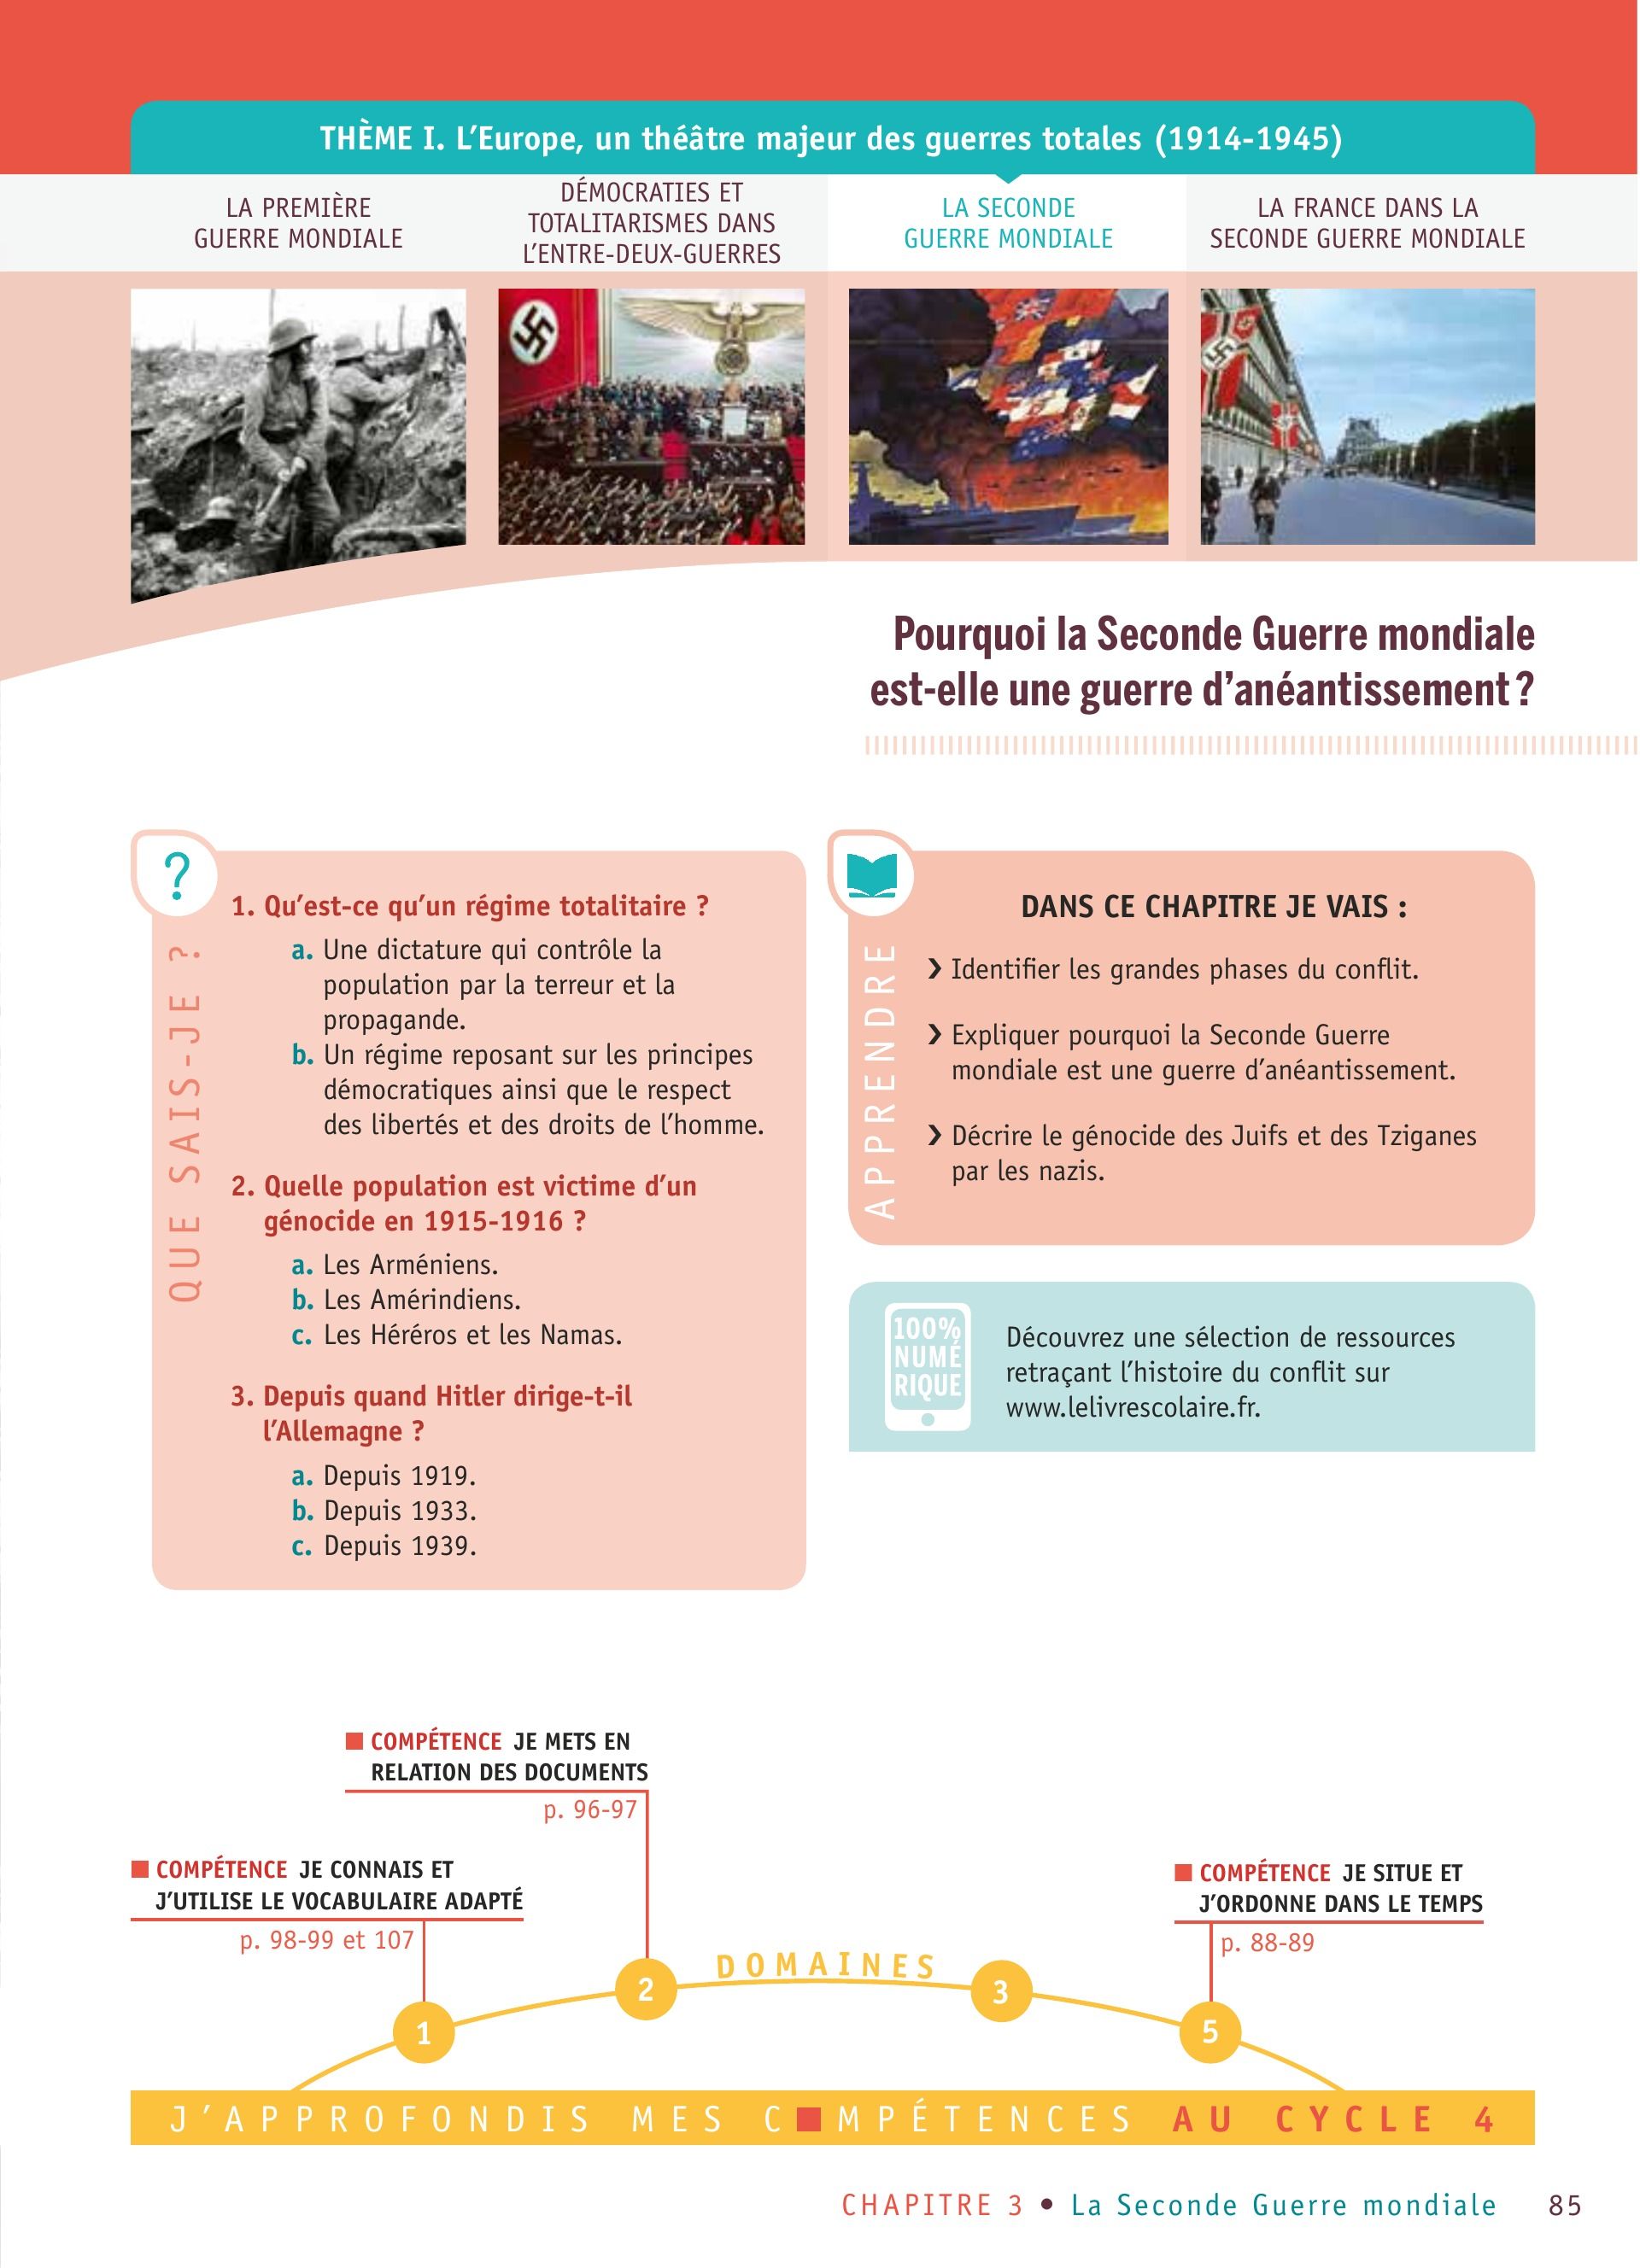 THÈME I. L'Europe, un théâtre majeur des guerres totales (1914-1945)
LA PREMIÈRE
GUERRE MONDIALE
DÉMOCRATIES ET
TOTALITARISMES DANS
L'ENTRE-DEUX-GUERRES
LA SECONDE
GUERRE MONDIALE
LA FRANCE DANS LA
SECONDE GUERRE MONDIALE
Pourquoi la Seconde Guerre mondiale
est-elle une guerre d'anéantissement ?
?
QUE SAIS-JE ?
1. Qu'est-ce qu'un régime totalitaire ?
a. Une dictature qui contrôle la
population par la terreur et la
propagande.
b. Un régime reposant sur les principes
démocratiques ainsi que le respect
des libertés et des droits de l'homme.
2. Quelle population est victime d'un
génocide en 1915-1916 ?
a. Les Arméniens.
b. Les Amérindiens.
c. Les Héréros et les Namas.
3. Depuis quand Hitler dirige-t-il
l'Allemagne ?
a. Depuis 1919.
b. Depuis 1933.
c. Depuis 1939.
APPRENDRE
DANS CE CHAPITRE JE VAIS :
❯ Identifier les grandes phases du conflit.
❯ Expliquer pourquoi la Seconde Guerre
mondiale est une guerre d'anéantissement.
❯ Décrire le génocide des Juifs et des Tziganes
par les nazis.
100%
NUMÉ
RIQUE
Découvrez une sélection de ressources
retraçant l'histoire du conflit sur
www.lelivrescolaire.fr.
■ COMPÉTENCE JE METS EN
RELATION DES DOCUMENTS
p. 96-97
■ COMPÉTENCE JE CONNAIS ET
J'UTILISE LE VOCABULAIRE ADAPTÉ
p. 98-99 et 107
■ COMPÉTENCE JE SITUE ET
J'ORDONNE DANS LE TEMPS
p. 88-89
DOMAINES
1
2
3
5
J'APPROFONDIS MES C■MPÉTENCES AU CYCLE 4
CHAPITRE 3 • La Seconde Guerre mondiale 85